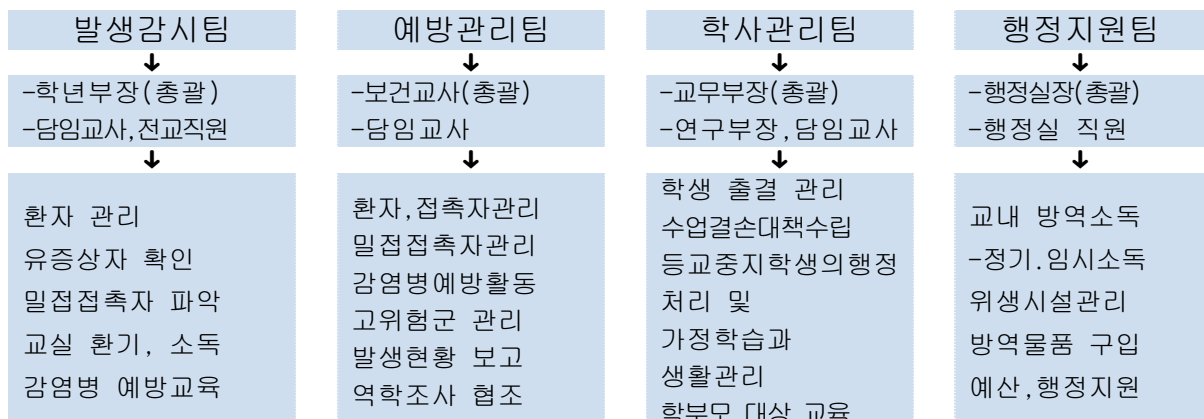 발생감시팀
-학년부장(총괄)
-담임교사,전교직원
환자 관리
유증상자 확인
밀접접촉자 파악
교실 환기, 소독
감염병 예방교육
예방관리팀
-보건교사(총괄)
-담임교사
환자,접촉자관리
밀접접촉자관리
감염병예방활동
고위험군 관리
발생현황 보고
역학조사 협조
학사관리팀
-교무부장(총괄)
-연구부장,담임교사
학생 출결 관리
수업결손대책수립
등교중지학생의행정
처리 및
가정학습과
생활관리
학부모 대상 교육
행정지원팀
-행정실장(총괄)
-행정실 직원
교내 방역소독
-정기.임시소독
위생시설관리
방역물품 구입
예산,행정지원